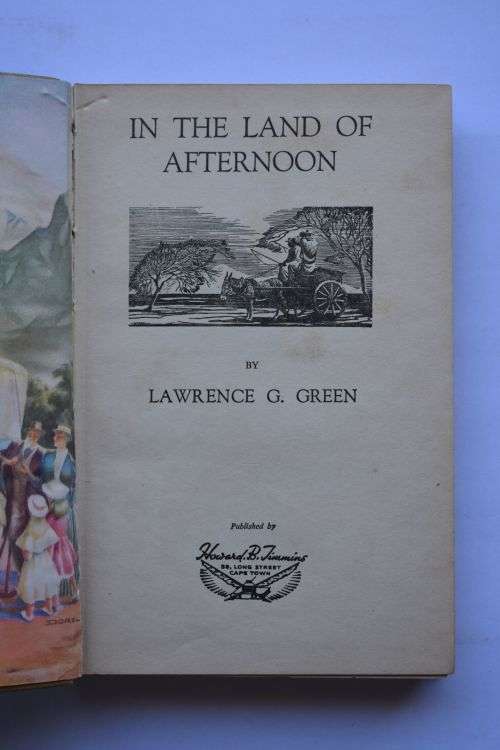 IN THE LAND OF
AFTERNOON
BY
LAWRENCE G. GREEN
Published by
Howard. B. Timmins
58, LONG STREET
CAPE TOWN